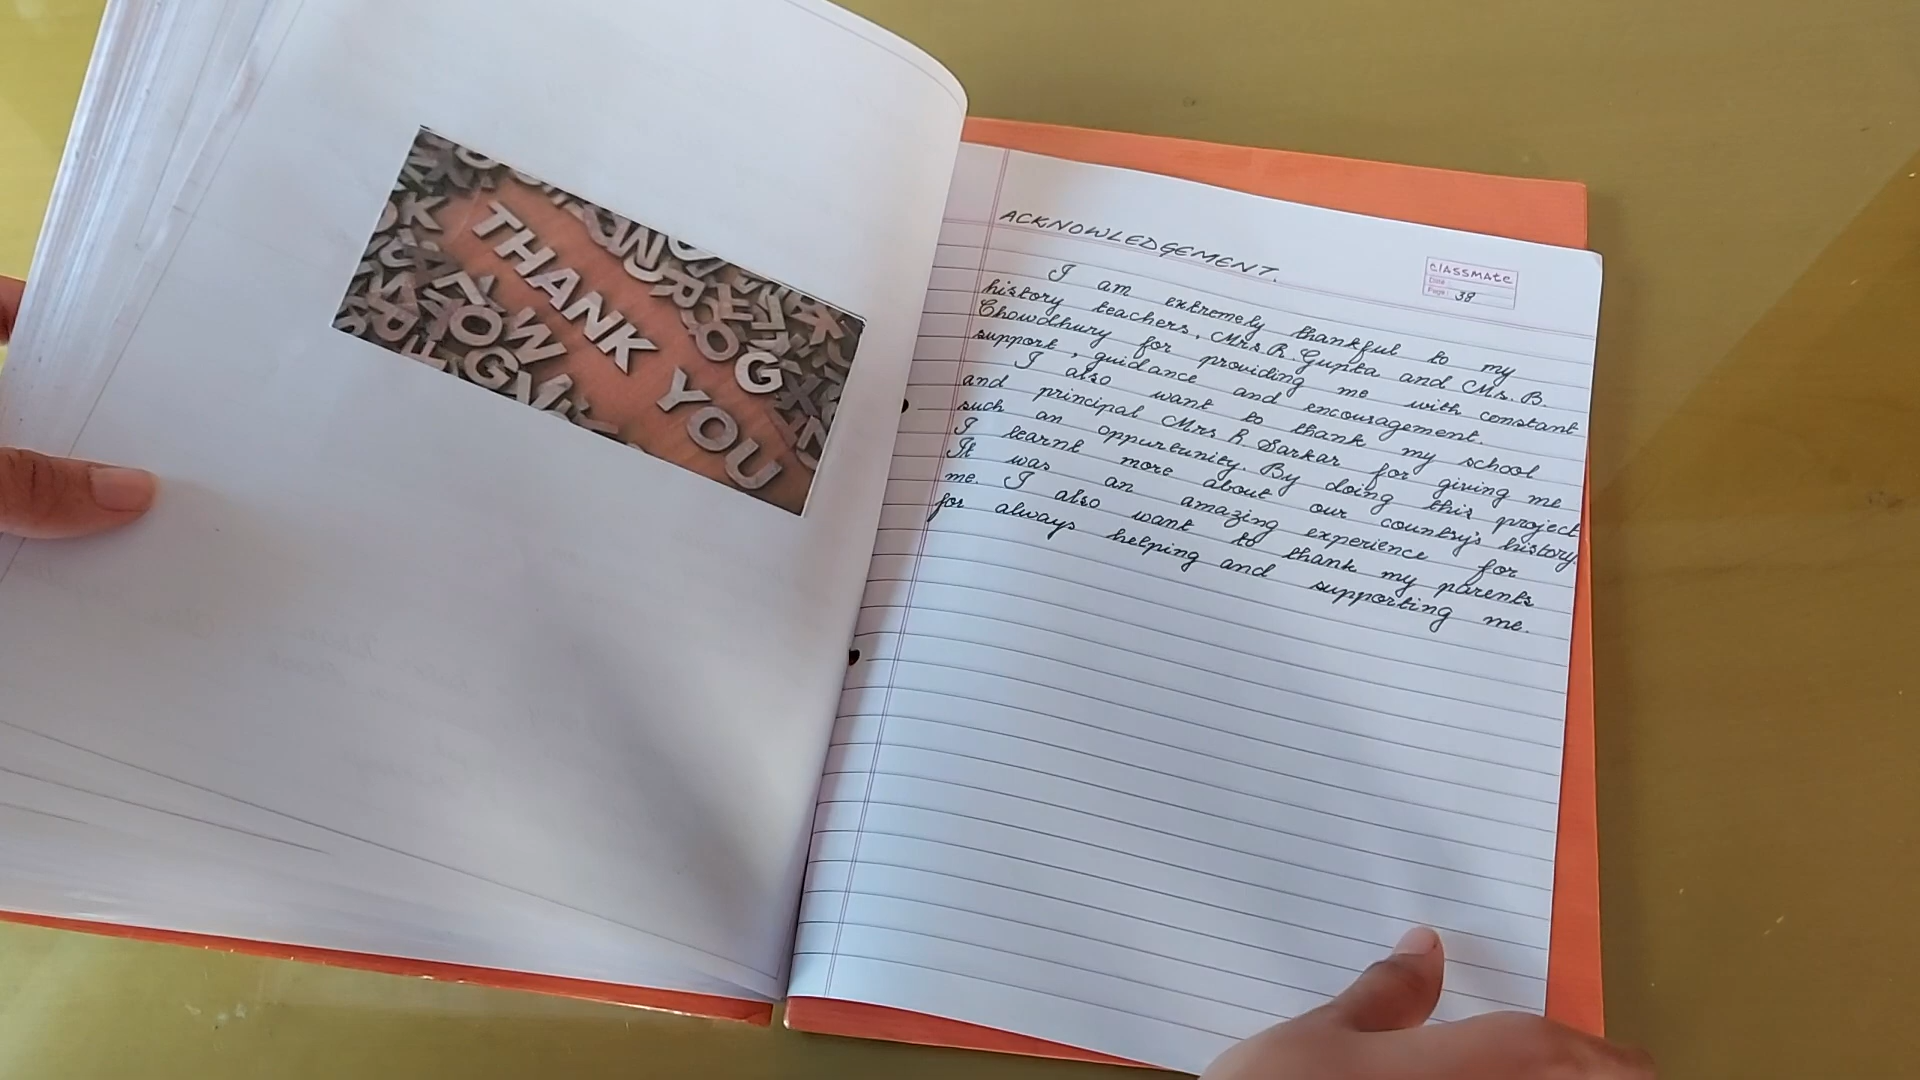 THANK YOU
ACKNOWLEDGEMENT.
classmate
Date
Page: 38
I am extremely thankful to my
history teachers, Mrs. R Gupta and Ms. B.
Chowdhury for providing me with constant
support, guidance and encouragement.
I also want to thank my school
and principal Mrs R Sarkar for giving me
such an oppurtunity. By doing this project
I learnt more about our country's history.
It was an amazing experience for
me. I also want to thank my parents
for always helping and supporting me.